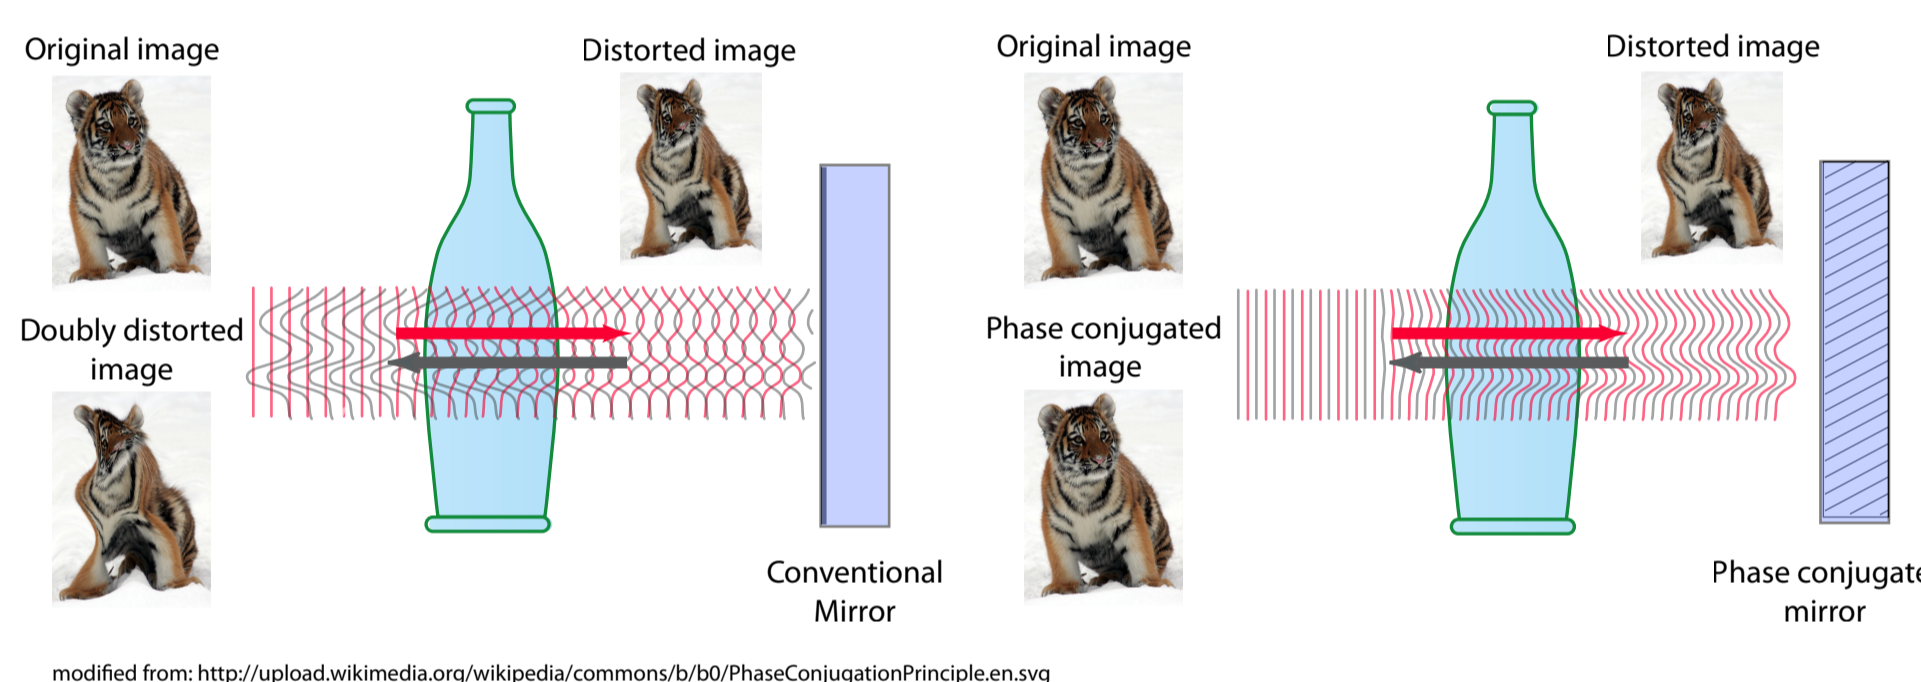 Original image
Distorted image
Doubly distorted
image
Conventional
Mirror
Original image
Distorted image
Phase conjugated
image
Phase conjugate
mirror
modified from: http://upload.wikimedia.org/wikipedia/commons/b/b0/PhaseConjugationPrinciple.en.svg